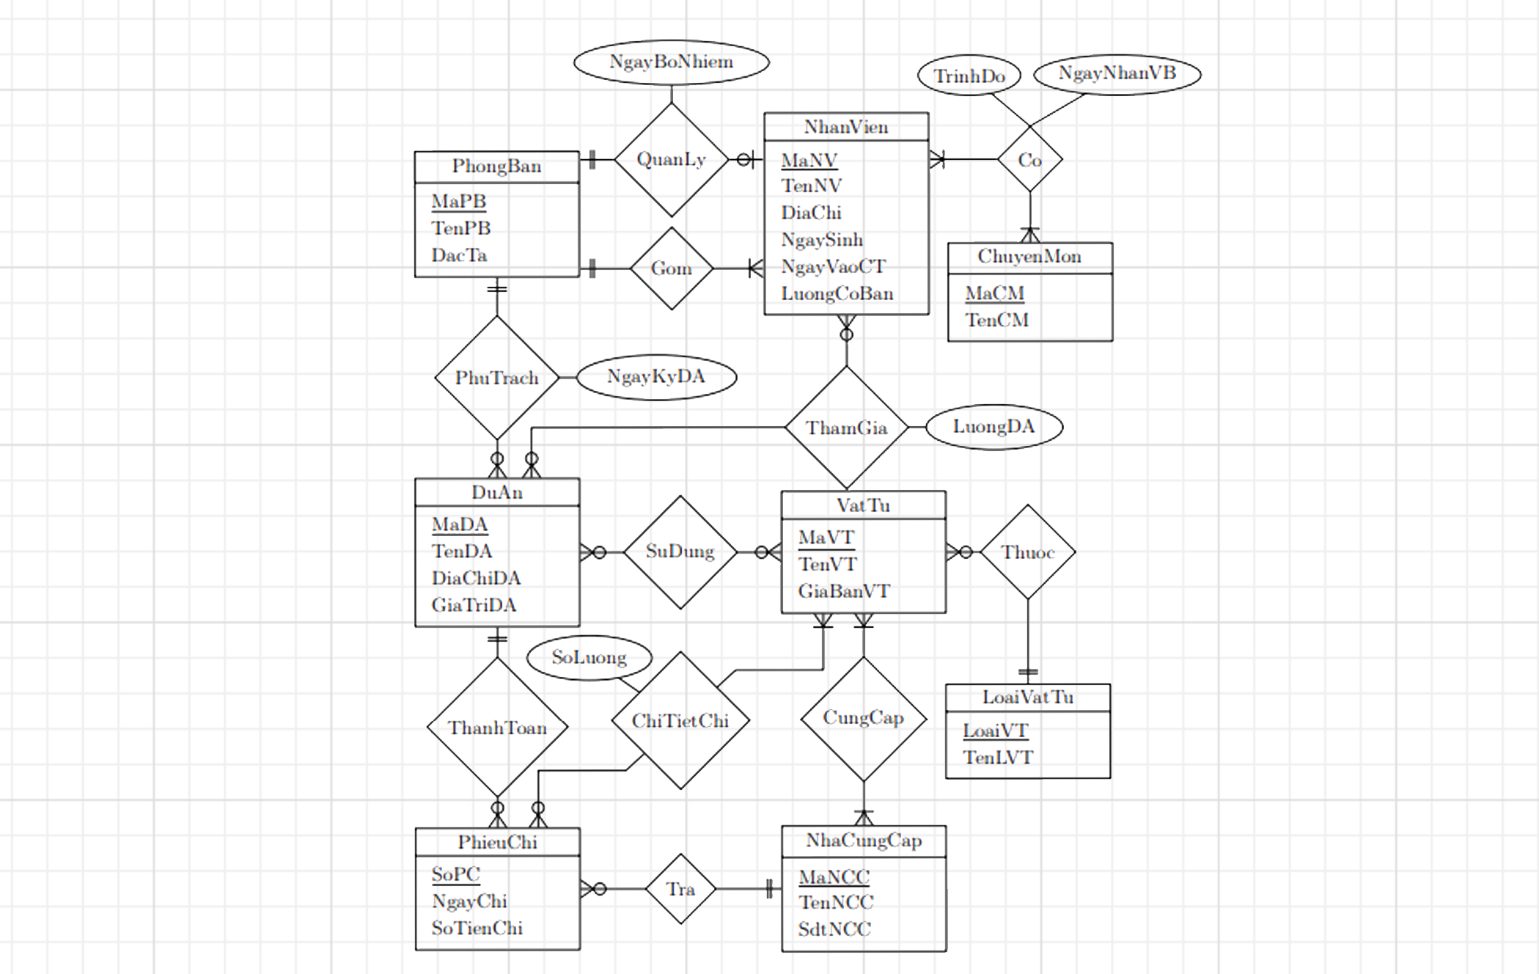 NgayBoNhiem
TrinhDo
NgayNhanVB
NhanVien
MaNV
TenNV
DiaChi
NgaySinh
NgayVaoCT
LuongCoBan
PhongBan
MaPB
TenPB
DacTa
QuanLy
Co
Gom
ChuyenMon
MaCM
TenCM
PhuTrach
NgayKyDA
ThamGia
LuongDA
DuAn
MaDA
TenDA
DiaChiDA
GiaTriDA
SuDung
VatTu
MaVT
TenVT
GiaBanVT
Thuoc
SoLuong
ThanhToan
ChiTietChi
CungCap
LoaiVatTu
LoaiVT
TenLVT
PhieuChi
SoPC
NgayChi
SoTienChi
Tra
NhaCungCap
MaNCC
TenNCC
SdtNCC